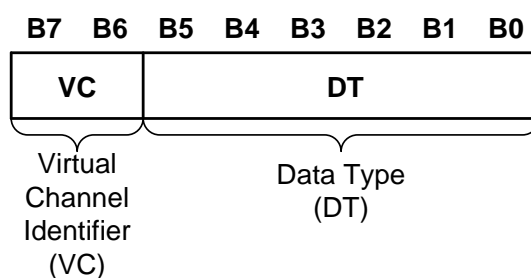 B7 B6 B5 B4 B3 B2 B1 B0
VC DT
Virtual
Channel
Identifier
(VC)
Data Type
(DT)